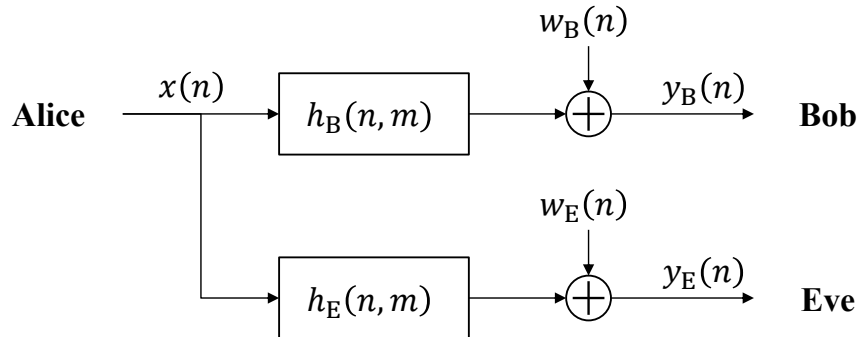 w_B(n)
Alice x(n) h_B(n, m) y_B(n) Bob
w_E(n)
h_E(n, m) y_E(n) Eve